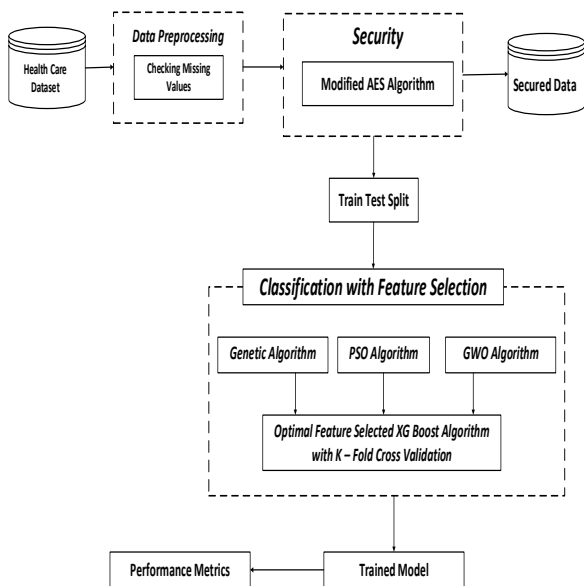 Health Care
Dataset
Data Preprocessing
Checking Missing
Values
Security
Modified AES Algorithm
Secured Data
Train Test Split
Classification with Feature Selection
Genetic Algorithm
PSO Algorithm
GWO Algorithm
Optimal Feature Selected XG Boost Algorithm
with K – Fold Cross Validation
Performance Metrics
Trained Model